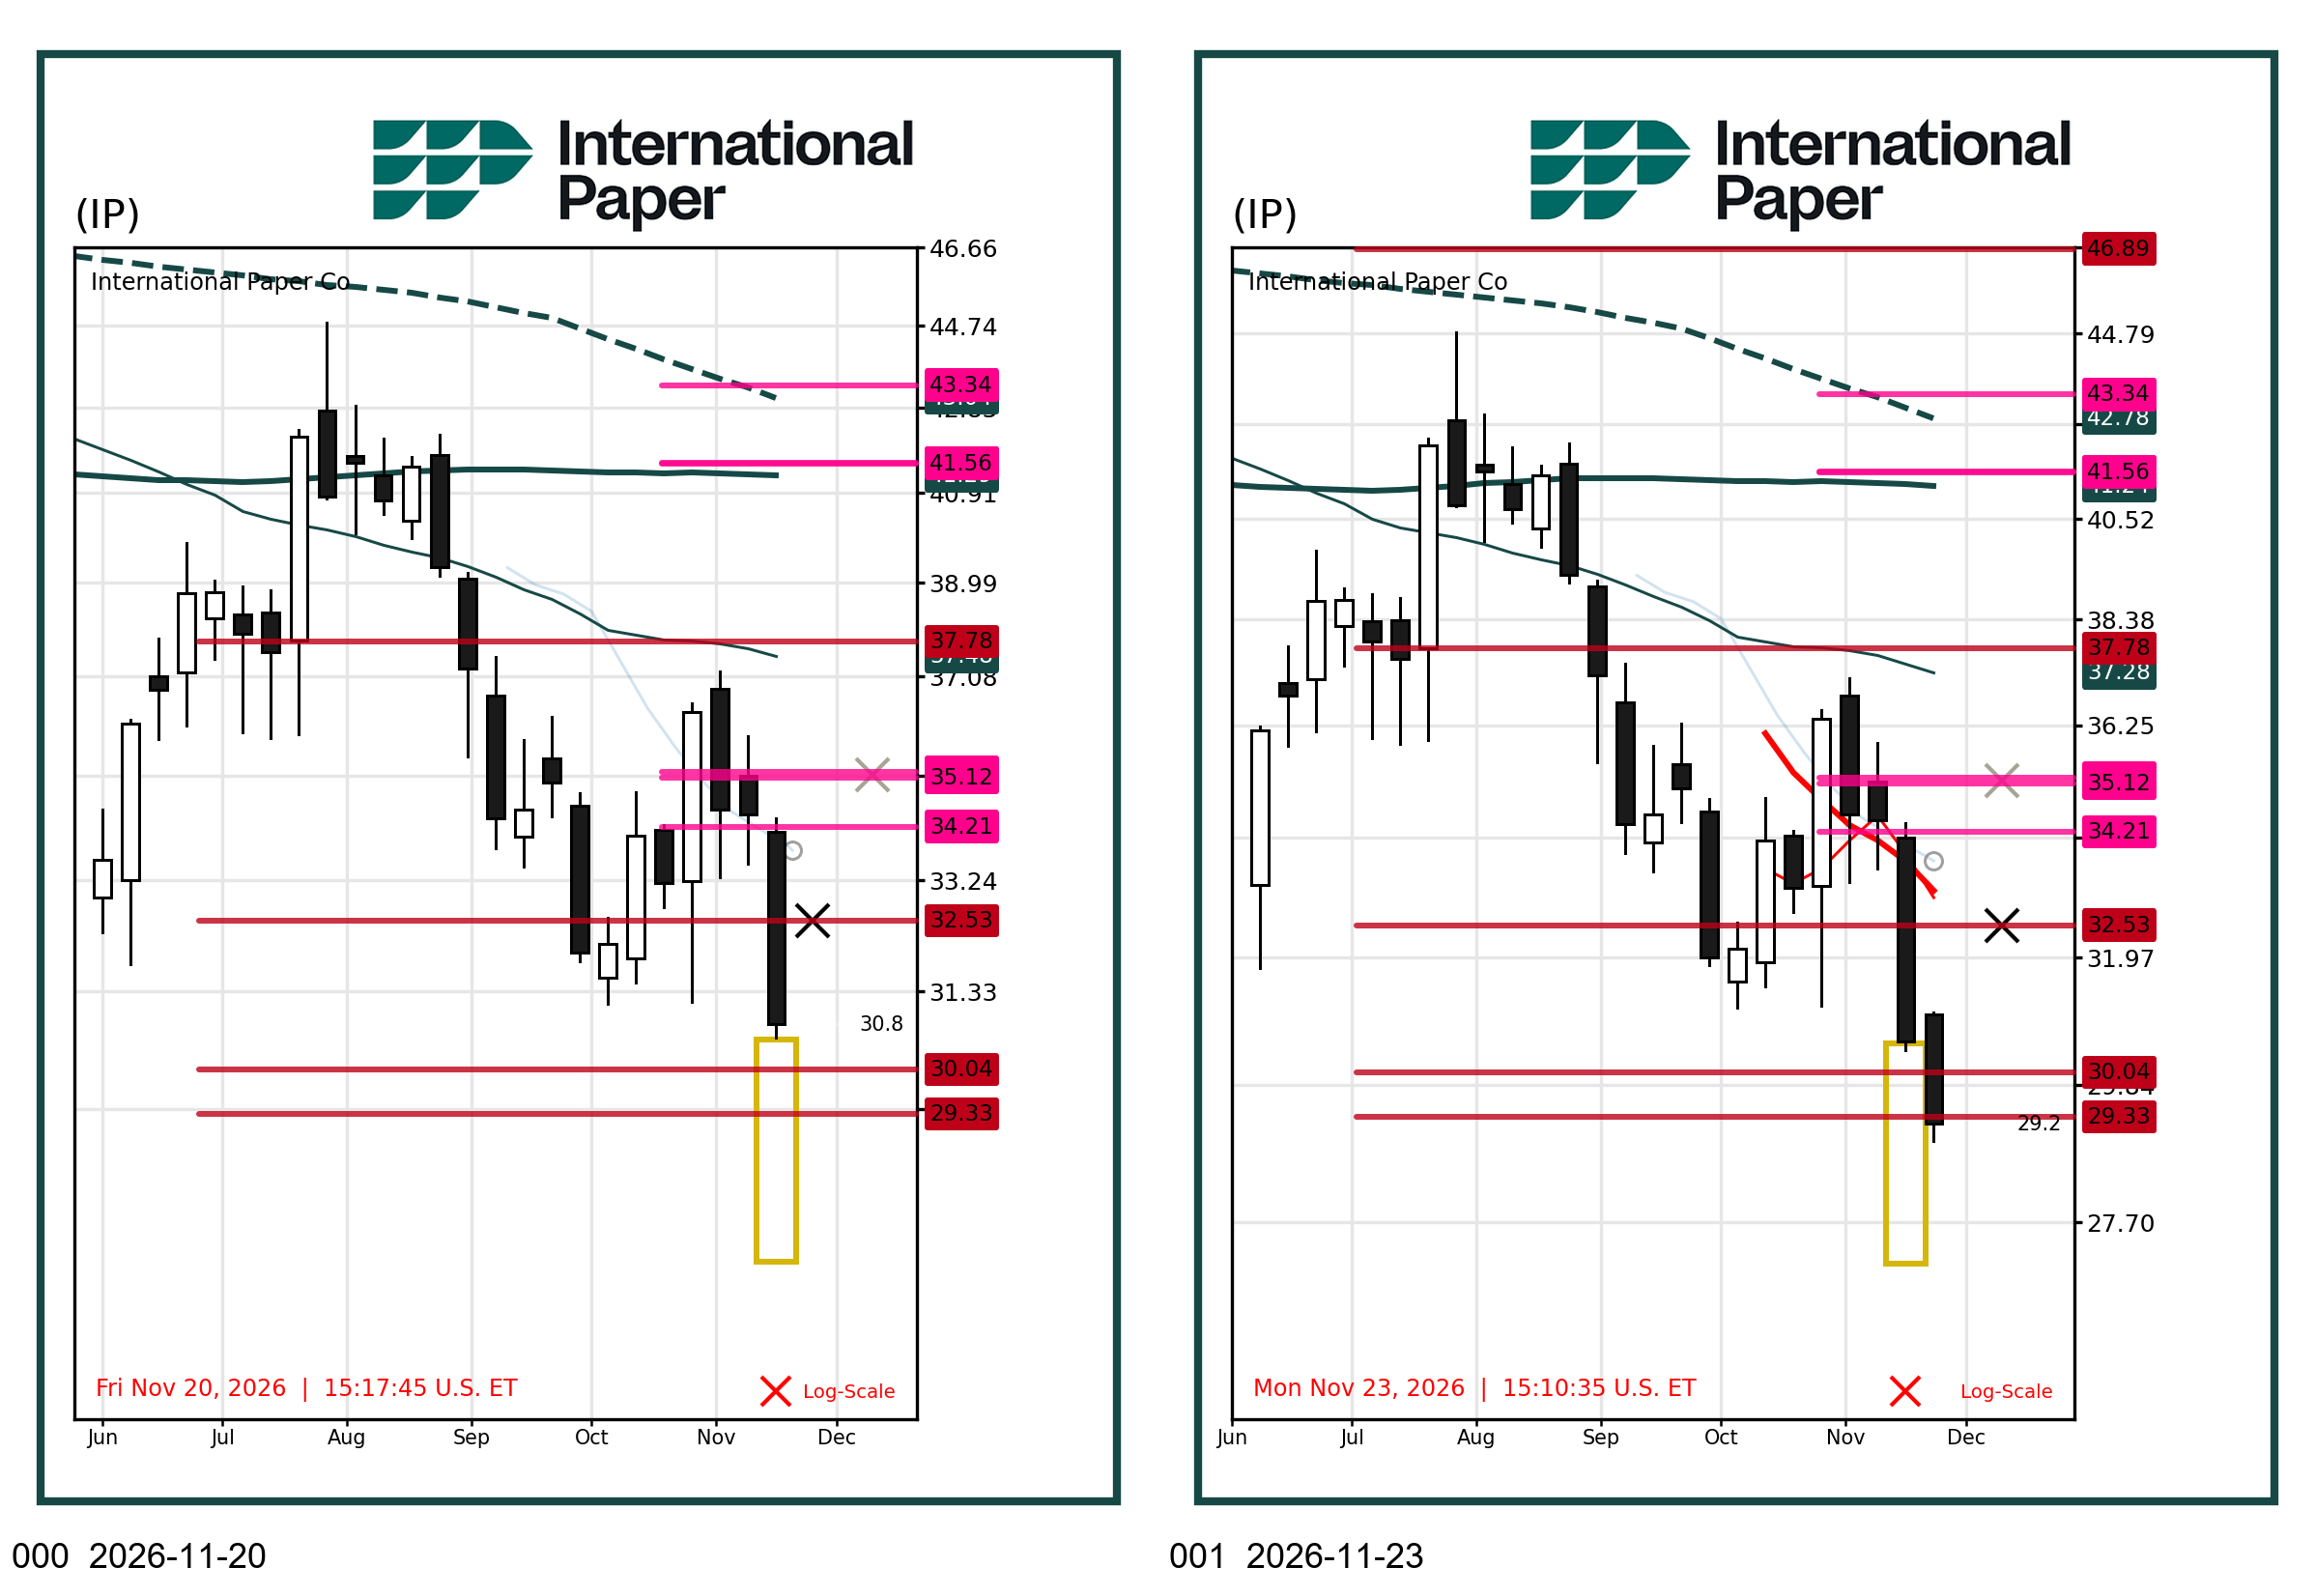 International
Paper
(IP)
International Paper Co
46.66
44.74
43.34
41.56
40.91
38.99
37.78
37.08
35.12
34.21
33.24
32.53
31.33
30.8
30.04
29.33
Fri Nov 20, 2026 | 15:17:45 U.S. ET
Log-Scale
Jun Jul Aug Sep Oct Nov Dec
000 2026-11-20
International
Paper
(IP)
46.89
International Paper Co
44.79
43.34
42.78
41.56
40.52
38.38
37.78
37.28
36.25
35.12
34.21
32.53
31.97
30.04
29.33
29.2
27.70
Mon Nov 23, 2026 | 15:10:35 U.S. ET
Log-Scale
Jun Jul Aug Sep Oct Nov Dec
001 2026-11-23